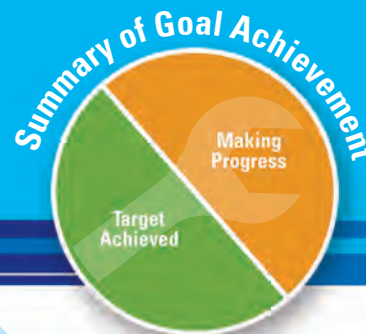 Summary of Goal Achievement
Making
Progress
Target
Achieved